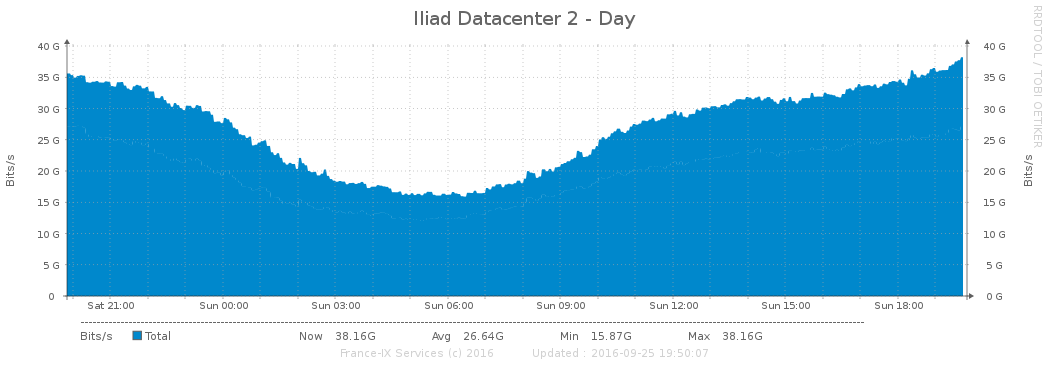 Iliad Datacenter 2 - Day
RRDTOOL / TOBI OETIKER
40 G 40 G
35 G 35 G
30 G 30 G
25 G 25 G
20 G 20 G
15 G 15 G
10 G 10 G
5 G 5 G
0 0 G
Bits/s
Bits/s
Sat 21:00 Sun 00:00 Sun 03:00 Sun 06:00 Sun 09:00 Sun 12:00 Sun 15:00 Sun 18:00
Bits/s Total Now 38.16G Avg 26.64G Min 15.87G Max 38.16G
France-IX Services (c) 2016 Updated : 2016-09-25 19:50:07